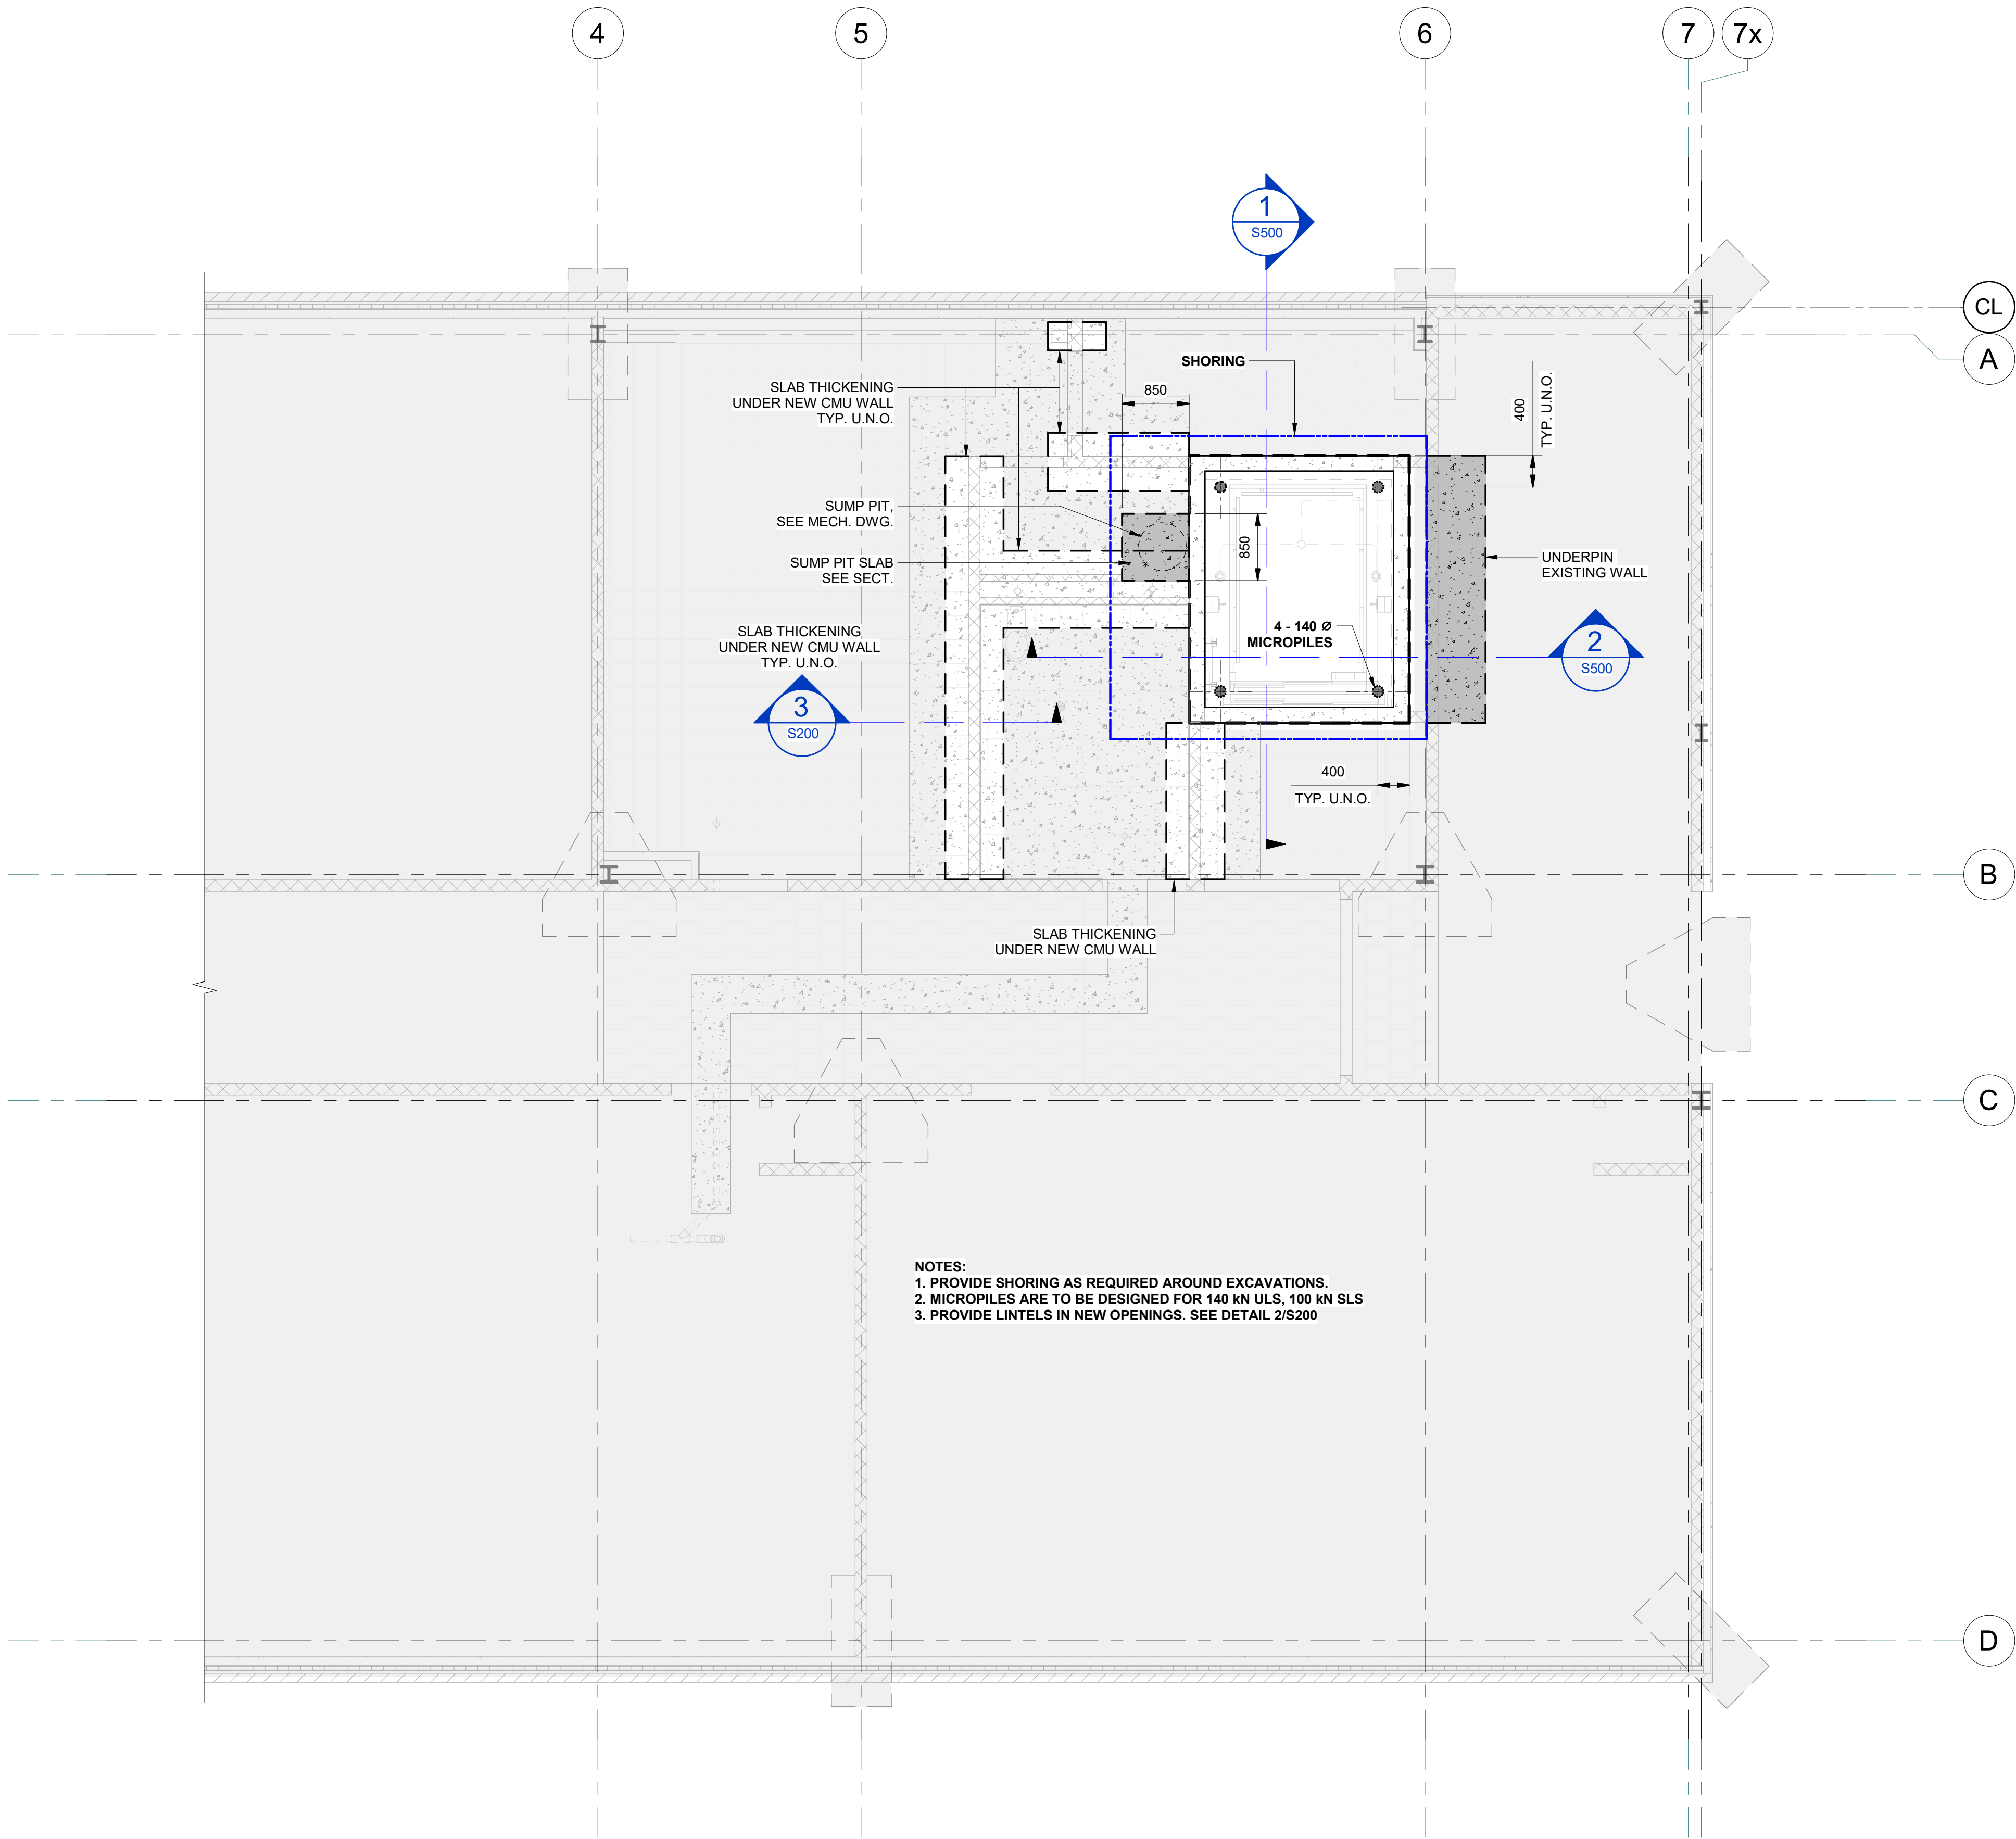 4
5
6
7
7x
1
S500
CL
A
SHORING
SLAB THICKENING
UNDER NEW CMU WALL
TYP. U.N.O.
850
400
TYP. U.N.O.
SUMP PIT,
SEE MECH. DWG.
SUMP PIT SLAB
SEE SECT.
850
UNDERPIN
EXISTING WALL
4 - 140 Ø
MICROPILES
SLAB THICKENING
UNDER NEW CMU WALL
TYP. U.N.O.
2
S500
3
S200
400
TYP. U.N.O.
B
SLAB THICKENING
UNDER NEW CMU WALL
C
NOTES:
1. PROVIDE SHORING AS REQUIRED AROUND EXCAVATIONS.
2. MICROPILES ARE TO BE DESIGNED FOR 140 kN ULS, 100 kN SLS
3. PROVIDE LINTELS IN NEW OPENINGS. SEE DETAIL 2/S200
D